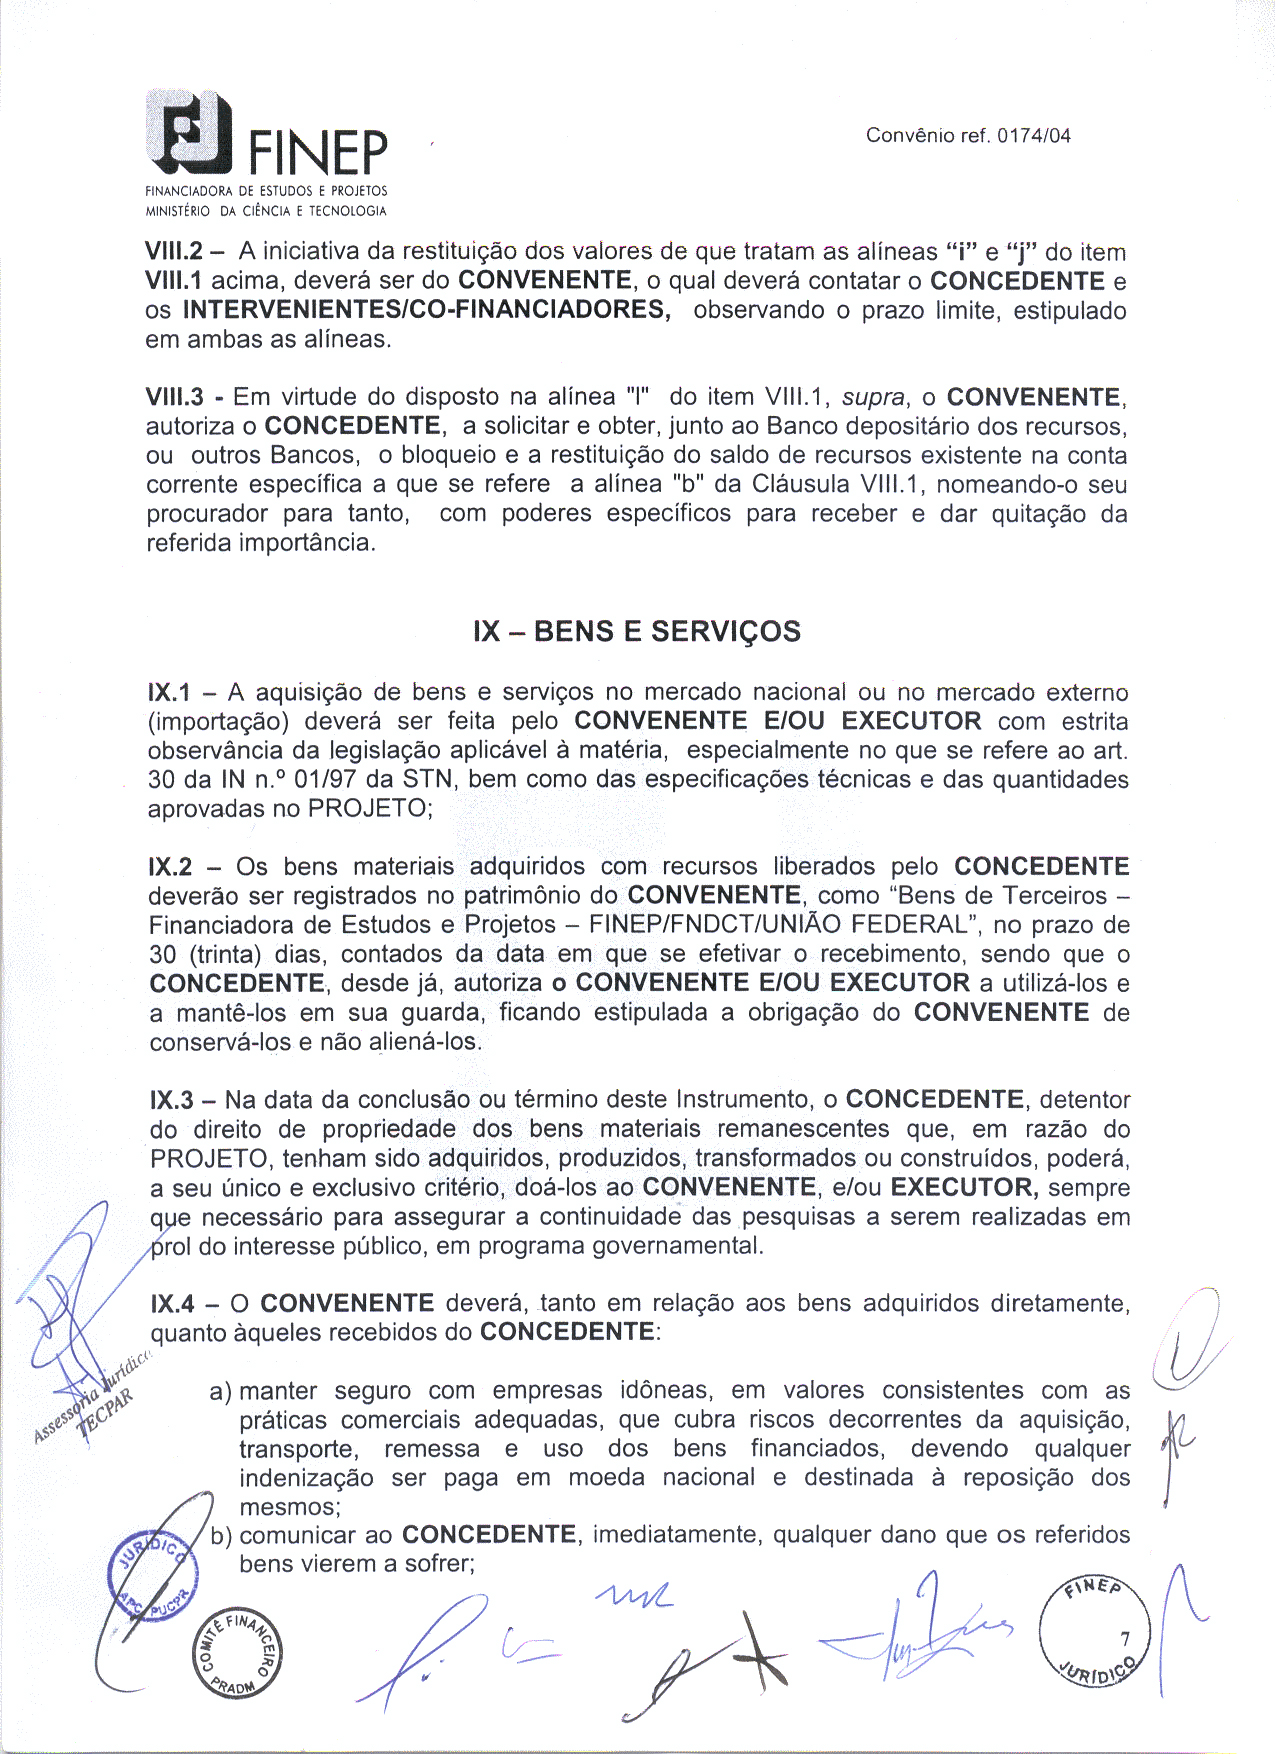 FINEP
FINANCIADORA DE ESTUDOS E PROJETOS
MINISTÉRIO DA CIÊNCIA E TECNOLOGIA
Convênio ref. 0174/04
VIII.2 – A iniciativa da restituição dos valores de que tratam as alíneas “i” e “j” do item
VIII.1 acima, deverá ser do CONVENENTE, o qual deverá contatar o CONCEDENTE e
os INTERVENIENTES/CO-FINANCIADORES, observando o prazo limite, estipulado
em ambas as alíneas.
VIII.3 - Em virtude do disposto na alínea "l" do item VIII.1, supra, o CONVENENTE,
autoriza o CONCEDENTE, a solicitar e obter, junto ao Banco depositário dos recursos,
ou outros Bancos, o bloqueio e a restituição do saldo de recursos existente na conta
corrente específica a que se refere a alínea "b" da Cláusula VIII.1, nomeando-o seu
procurador para tanto, com poderes específicos para receber e dar quitação da
referida importância.
IX – BENS E SERVIÇOS
IX.1 – A aquisição de bens e serviços no mercado nacional ou no mercado externo
(importação) deverá ser feita pelo CONVENENTE E/OU EXECUTOR com estrita
observância da legislação aplicável à matéria, especialmente no que se refere ao art.
30 da IN n.º 01/97 da STN, bem como das especificações técnicas e das quantidades
aprovadas no PROJETO;
IX.2 – Os bens materiais adquiridos com recursos liberados pelo CONCEDENTE
deverão ser registrados no patrimônio do CONVENENTE, como “Bens de Terceiros –
Financiadora de Estudos e Projetos – FINEP/FNDCT/UNIÃO FEDERAL”, no prazo de
30 (trinta) dias, contados da data em que se efetivar o recebimento, sendo que o
CONCEDENTE, desde já, autoriza o CONVENENTE E/OU EXECUTOR a utilizá-los e
a mantê-los em sua guarda, ficando estipulada a obrigação do CONVENENTE de
conservá-los e não aliená-los.
IX.3 – Na data da conclusão ou término deste Instrumento, o CONCEDENTE, detentor
do direito de propriedade dos bens materiais remanescentes que, em razão do
PROJETO, tenham sido adquiridos, produzidos, transformados ou construídos, poderá,
a seu único e exclusivo critério, doá-los ao CONVENENTE, e/ou EXECUTOR, sempre
que necessário para assegurar a continuidade das pesquisas a serem realizadas em
prol do interesse público, em programa governamental.
IX.4 – O CONVENENTE deverá, tanto em relação aos bens adquiridos diretamente,
quanto àqueles recebidos do CONCEDENTE:
a) manter seguro com empresas idôneas, em valores consistentes com as
práticas comerciais adequadas, que cubra riscos decorrentes da aquisição,
transporte, remessa e uso dos bens financiados, devendo qualquer
indenização ser paga em moeda nacional e destinada à reposição dos
mesmos;
b) comunicar ao CONCEDENTE, imediatamente, qualquer dano que os referidos
bens vierem a sofrer;
Assessoria Jurídica
TECPAR
JURÍDICO
APC PUCPR
COMITÊ FINANCEIRO
PRADM
FINEP
7
JURÍDICO